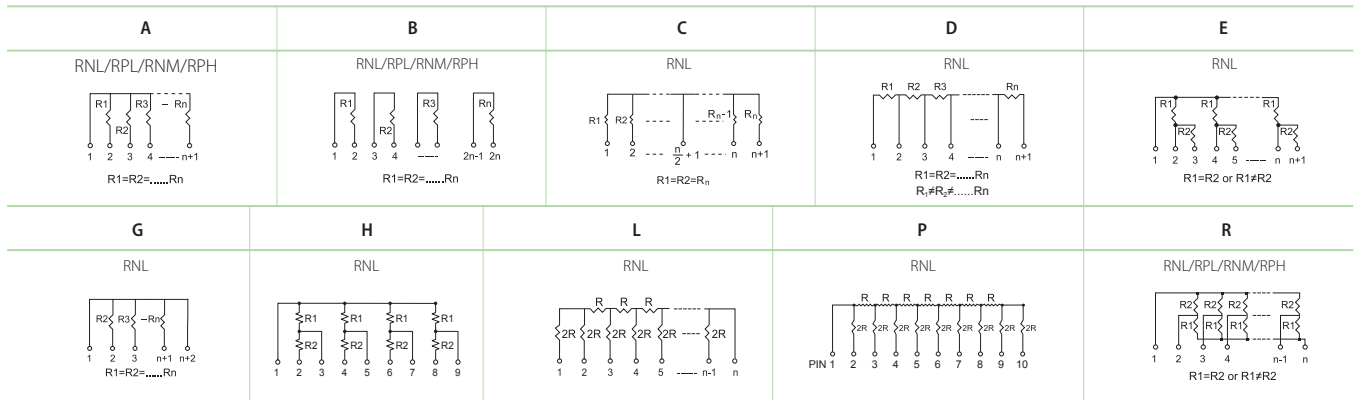 A B C D E
RNL/RPL/RNM/RPH RNL/RPL/RNM/RPH RNL RNL RNL
R1 R2 R3 – Rn
1 2 3 4 ----- n+1
R1=R2=......Rn
R1 R2 R3 Rn
1 2 3 4 ----- 2n-1 2n
R1 R2 Rn-1 Rn
1 2 ---- n/2 + 1 ----- n n+1
R1=R2=Rn
R1 R2 R3 Rn
1 2 3 4 n n+1
R1=R2=......Rn
R₁≠R₂≠......Rn
R1 R1 R1
R2 R2 R2
1 2 3 4 5 ----- n n+1
R1=R2 or R1≠R2
G H L P R
RNL RNL RNL RNL RNL/RPL/RNM/RPH
R2 R3 –Rn
1 2 3 n+1 n+2
R1=R2=......Rn
R1 R1 R1 R1
R2 R2 R2 R2
1 2 3 4 5 6 7 8 9
R R R
2R 2R 2R 2R 2R 2R
1 2 3 4 5 ----- n-1 n
R R R R R R R
2R 2R 2R 2R 2R 2R 2R 2R 2R
PIN 1 2 3 4 5 6 7 8 9 10
R2 R2 R2 R2
R1 R1 R1 R1
1 2 3 4 n-1 n
R1=R2 or R1≠R2